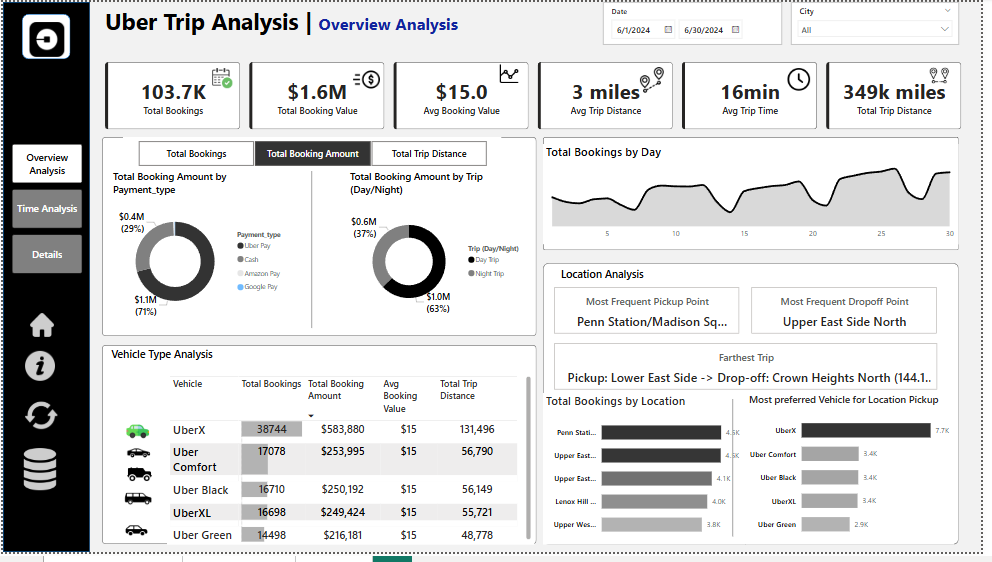 Uber Trip Analysis | Overview Analysis
Date
6/1/2024 6/30/2024
City
All
103.7K
Total Bookings
$1.6M
Total Booking Value
$15.0
Avg Booking Value
3 miles
Avg Trip Distance
16min
Avg Trip Time
349k miles
Total Trip Distance
Overview
Analysis
Time Analysis
Details
Total Bookings
Total Booking Amount
Total Trip Distance
Total Booking Amount by
Payment_type
$0.4M
(29%)
$1.1M
(71%)
Payment_type
Uber Pay
Cash
Amazon Pay
Google Pay
Total Booking Amount by Trip
(Day/Night)
$0.6M
(37%)
$1.0M
(63%)
Trip (Day/Night)
Day Trip
Night Trip
Total Bookings by Day
5 10 15 20 25 30
Vehicle Type Analysis
Vehicle Total Bookings Total Booking Amount Avg Booking Value Total Trip Distance
UberX 38744 $583,880 $15 131,496
Uber Comfort 17078 $253,995 $15 56,790
Uber Black 16710 $250,192 $15 56,149
UberXL 16698 $249,424 $15 55,721
Uber Green 14498 $216,181 $15 48,778
Location Analysis
Most Frequent Pickup Point
Penn Station/Madison Sq...
Most Frequent Dropoff Point
Upper East Side North
Farthest Trip
Pickup: Lower East Side -> Drop-off: Crown Heights North (144.1..
Total Bookings by Location
Penn Stati... 4.5K
Upper East... 4.5K
Upper East... 4.1K
Lenox Hill ... 4.0K
Upper Wes... 3.8K
Most preferred Vehicle for Location Pickup
UberX 7.7K
Uber Comfort 3.4K
Uber Black 3.4K
UberXL 3.4K
Uber Green 2.9K